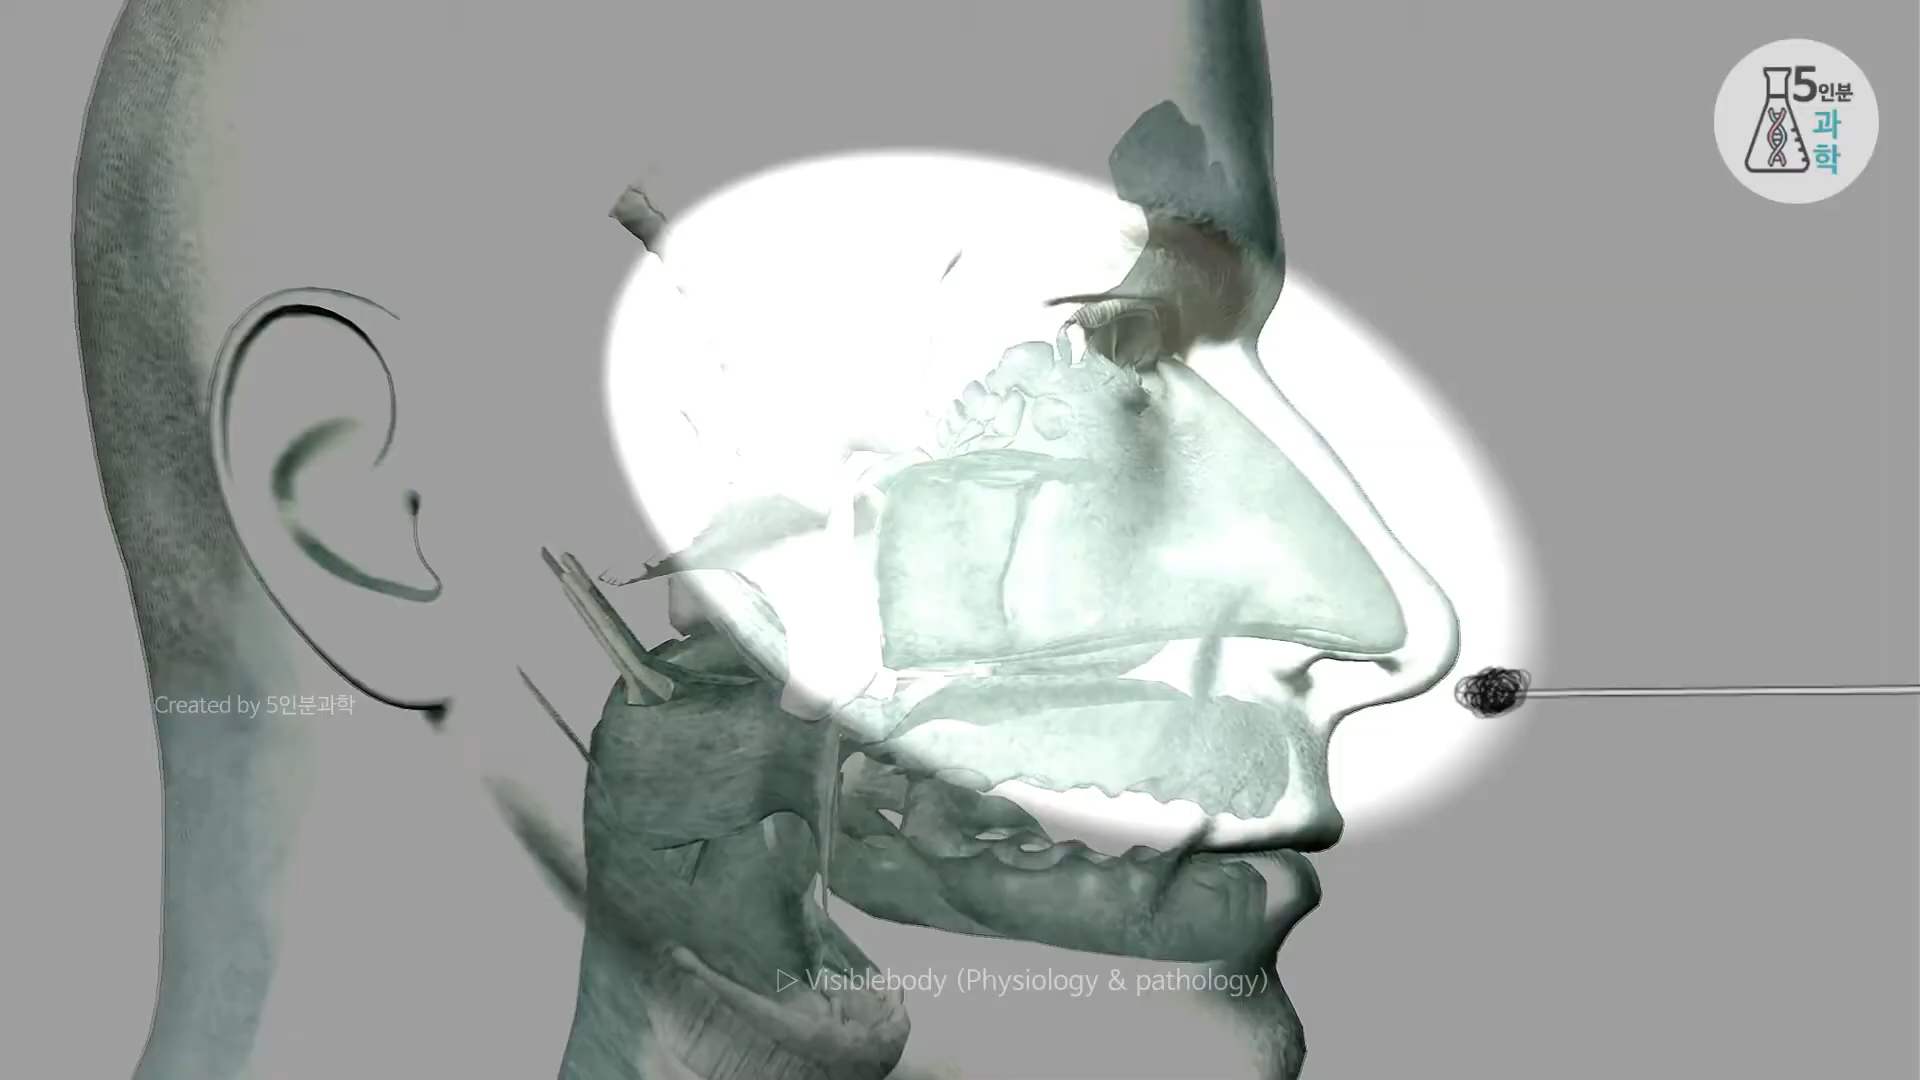 5인분
과
학
Created by 5인분과학
▷ Visiblebody (Physiology & pathology)